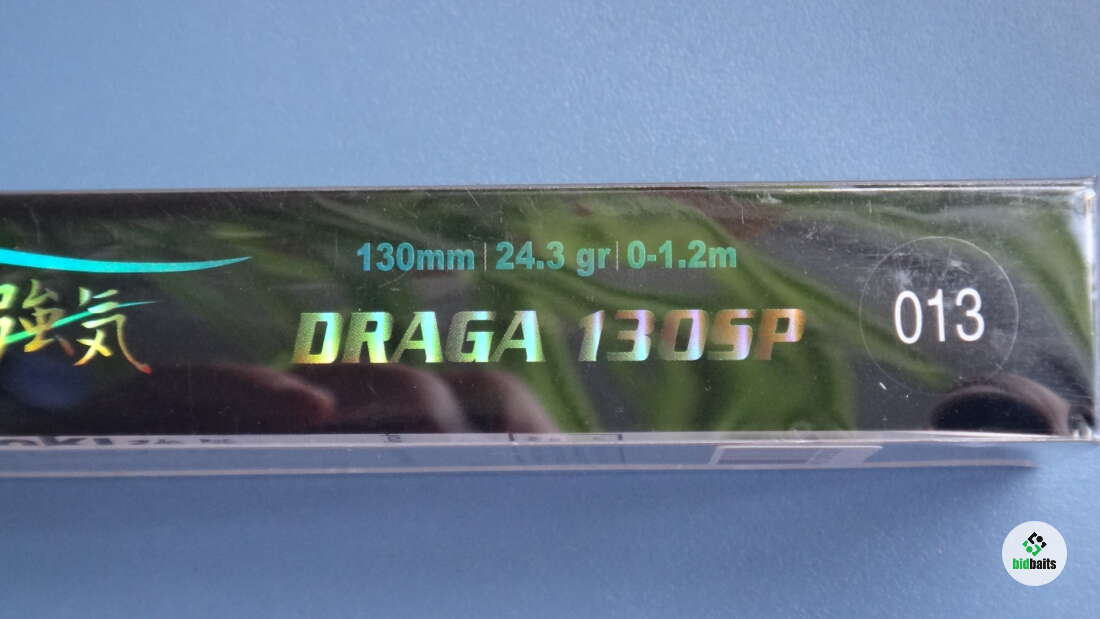 130mm | 24.3 gr | 0-1.2m
強気
DRAGA 130SP
013
bidbaits